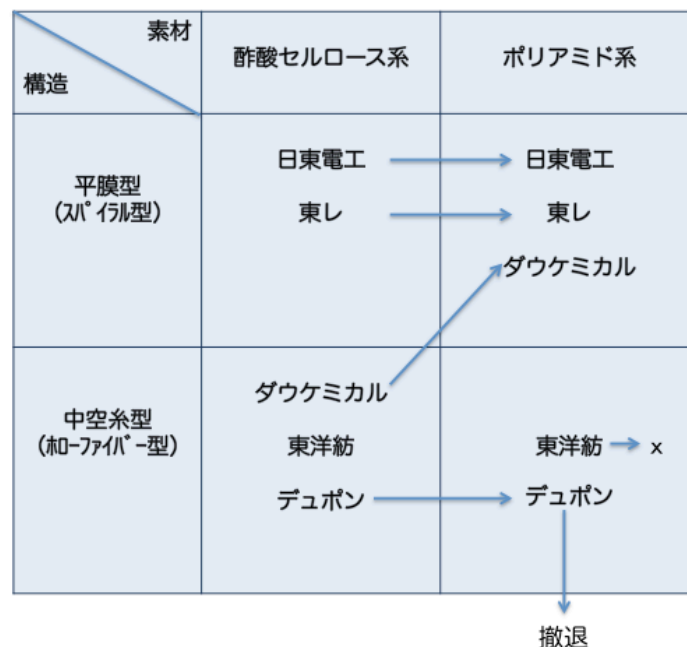 素材
構造
酢酸セルロース系
ポリアミド系
平膜型
(スパイラル型)
日東電工
日東電工
東レ
東レ
ダウケミカル
中空糸型
(ホローファイバー型)
ダウケミカル
東洋紡
東洋紡
x
デュポン
デュポン
撤退